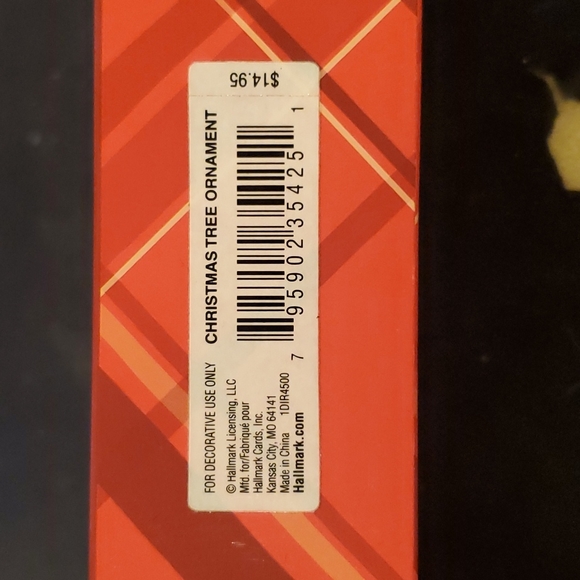 $14.95
FOR DECORATIVE USE ONLY CHRISTMAS TREE ORNAMENT
© Hallmark Licensing, LLC
Mfd. for/Fabriqué pour
Hallmark Cards, Inc.
Kansas City, MO 64141
Made in China 1DIR4500
Hallmark.com
7 95902 35425 1